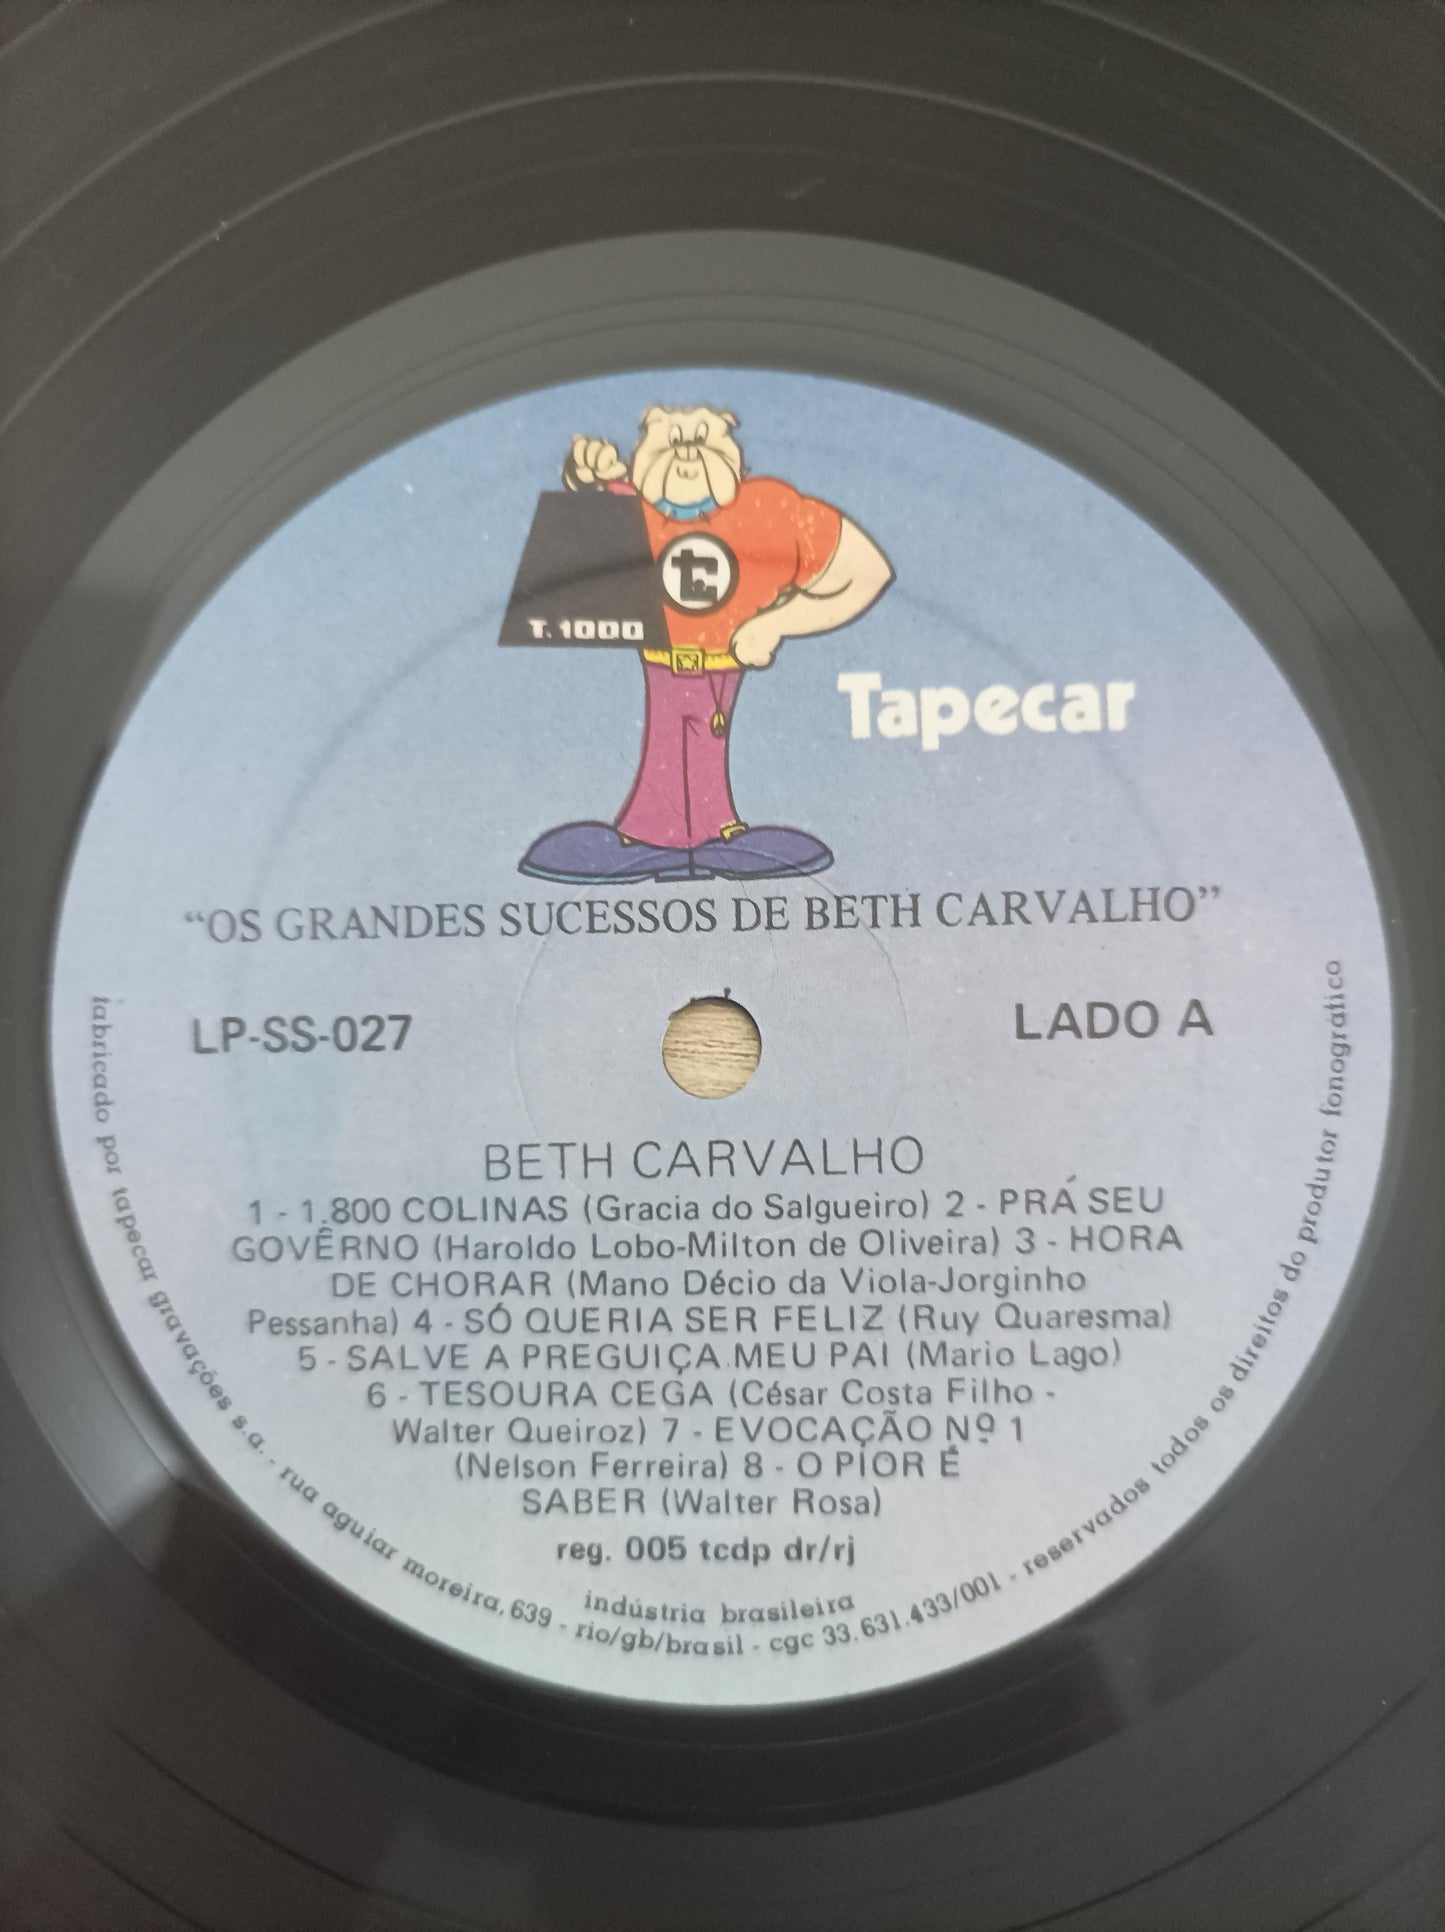 T. 1000
Tapecar
"OS GRANDES SUCESSOS DE BETH CARVALHO"
LP-SS-027
LADO A
BETH CARVALHO
1 - 1.800 COLINAS (Gracia do Salgueiro) 2 - PRÁ SEU
GOVÊRNO (Haroldo Lobo-Milton de Oliveira) 3 - HORA
DE CHORAR (Mano Décio da Viola-Jorginho
Pessanha) 4 - SÓ QUERIA SER FELIZ (Ruy Quaresma)
5 - SALVE A PREGUIÇA MEU PAI (Mario Lago)
6 - TESOURA CEGA (César Costa Filho -
Walter Queiroz) 7 - EVOCAÇÃO Nº 1
(Nelson Ferreira) 8 - O PIOR É
SABER (Walter Rosa)
reg. 005 tcdp dr/rj
indústria brasileira
fabricado por tapecar gravações s.a. - rua aguiar moreira, 639 - rio/gb/brasil - cgc 33.631.433/001 - reservados todos os direitos do produtor fonográfico